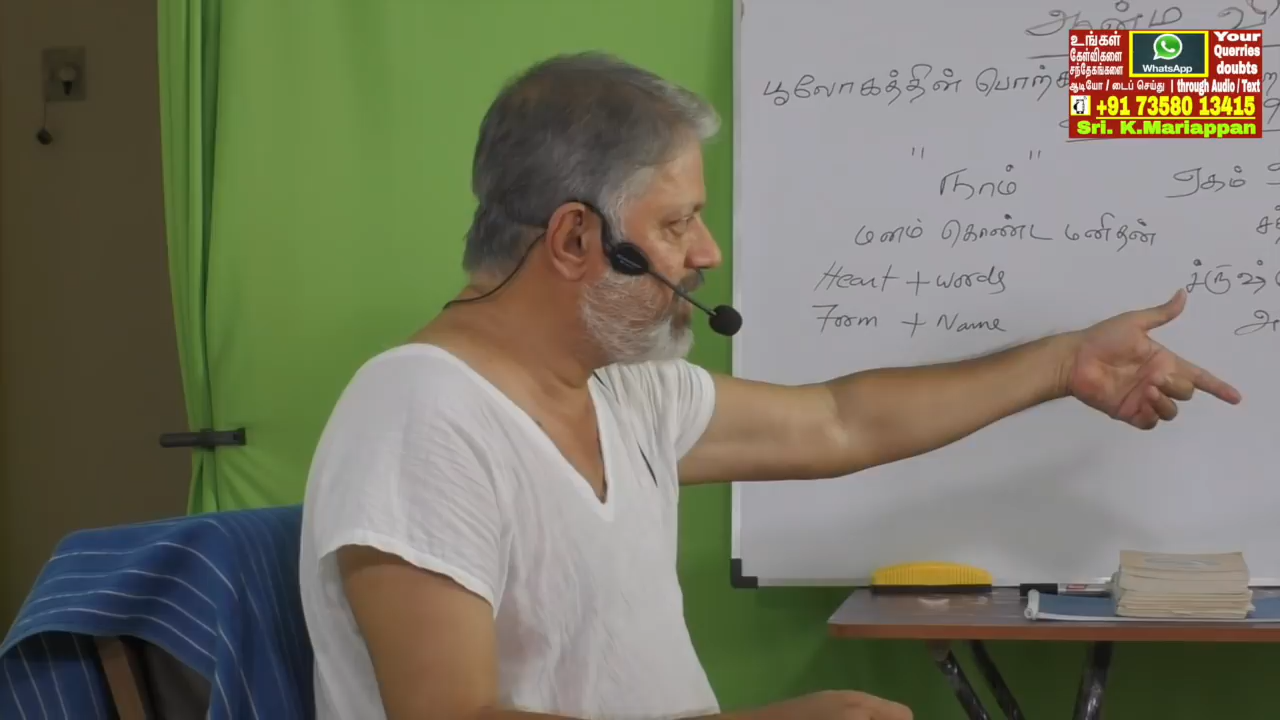 ஆன்ம
உங்கள்
கேள்விகளை
சந்தேகங்களை
ஆடியோ / டைப் செய்து
WhatsApp
Your
Querries
doubts
through Audio / Text
+91 73580 13415
Sri. K.Mariappan
பூலோகத்தின்
" நாம் " ஏகம்
மனம் கொண்ட மனிதன்
Heart + words
Form + Name